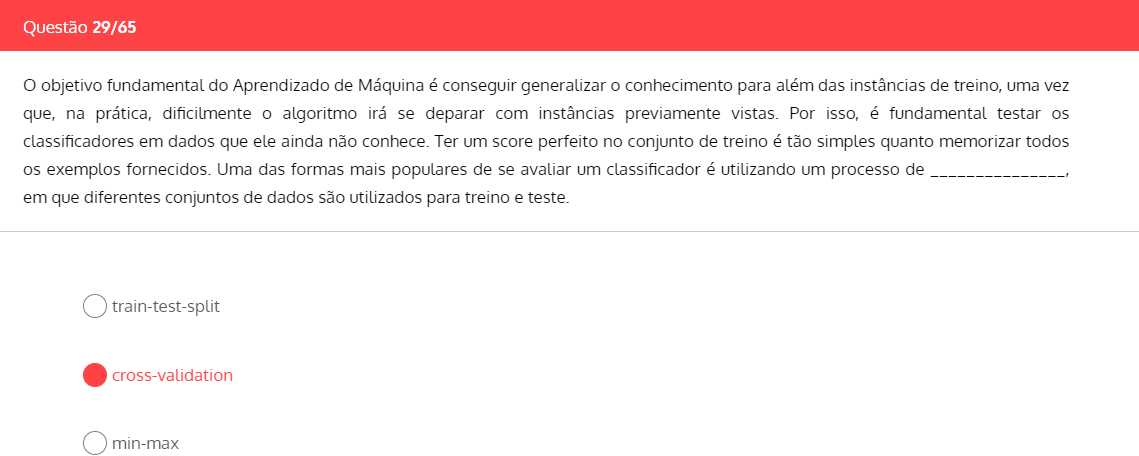 Questão 29/65
O objetivo fundamental do Aprendizado de Máquina é conseguir generalizar o conhecimento para além das instâncias de treino, uma vez
que, na prática, dificilmente o algoritmo irá se deparar com instâncias previamente vistas. Por isso, é fundamental testar os
classificadores em dados que ele ainda não conhece. Ter um score perfeito no conjunto de treino é tão simples quanto memorizar todos
os exemplos fornecidos. Uma das formas mais populares de se avaliar um classificador é utilizando um processo de _______________,
em que diferentes conjuntos de dados são utilizados para treino e teste.
train-test-split
cross-validation
min-max